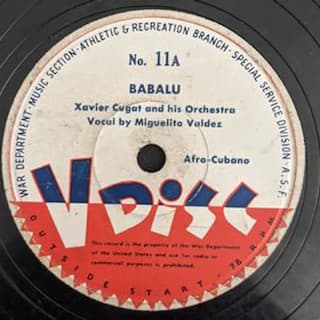 WAR DEPARTMENT · MUSIC SECTION · ATHLETIC & RECREATION BRANCH · SPECIAL SERVICE DIVISION · A.S.F.
No. 11A
BABALU
Xavier Cugat and his Orchestra
Vocal by Miguelito Valdez
Afro-Cubano
V DISC
This record is the property of the War Department
of the United States and use for radio or
commercial purposes is prohibited.
OUTSIDE START · 78 R.P.M.